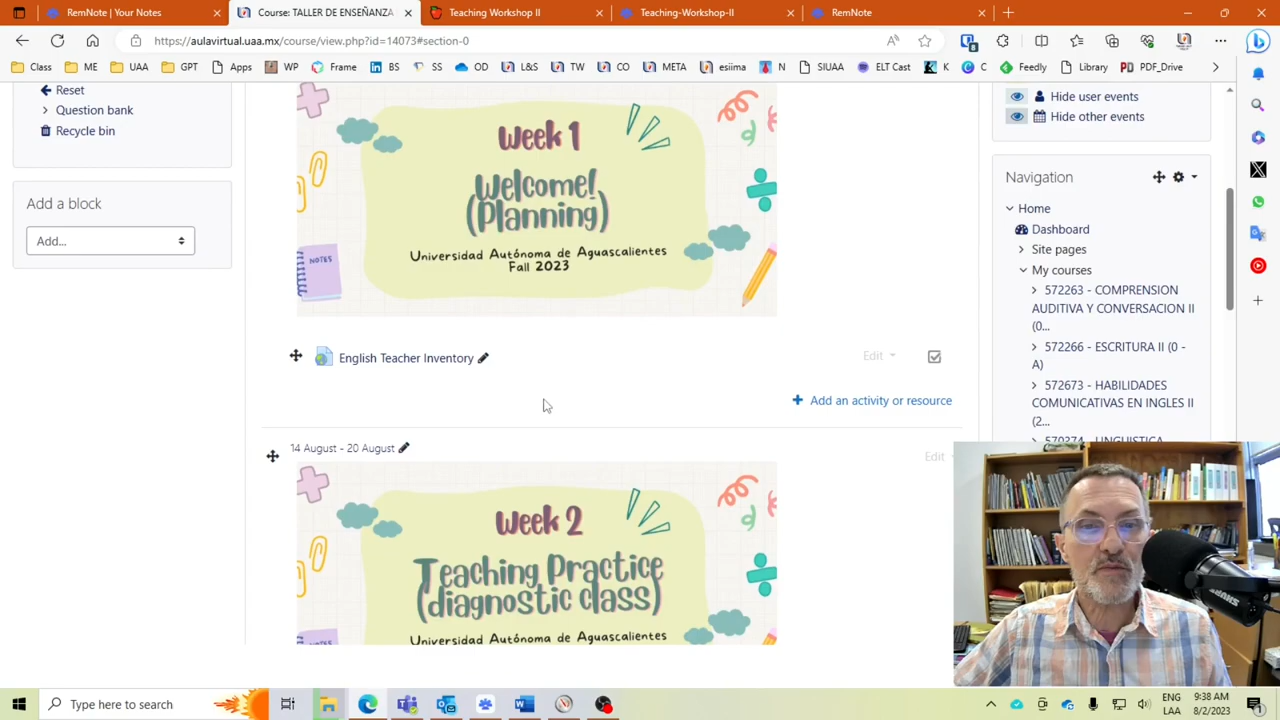 RemNote | Your Notes
Course: TALLER DE ENSEÑANZA
Teaching Workshop II
Teaching-Workshop-II
RemNote
https://aulavirtual.uaa.mx/course/view.php?id=14073#section-0
Class
ME
UAA
GPT
Apps
WP
Frame
BS
SS
OD
L&S
TW
CO
META
esiima
N
SIUAA
ELT Cast
K
C
Feedly
Library
PD_Drive
Reset
Question bank
Recycle bin
Add a block
Add...
Week 1
Welcome!
(Planning)
Universidad Autónoma de Aguascalientes
Fall 2023
NOTES
English Teacher Inventory
Edit
Add an activity or resource
14 August - 20 August
Edit
Week 2
Teaching Practice
(diagnostic class)
Universidad Autónoma de Aguascalientes
Hide user events
Hide other events
Navigation
Home
Dashboard
Site pages
My courses
572263 - COMPRENSION
AUDITIVA Y CONVERSACION II
(0...
572266 - ESCRITURA II (0 -
A)
572673 - HABILIDADES
COMUNICATIVAS EN INGLES II
(2...
570374 - LINGUISTICA
Type here to search
ENG
LAA
9:38 AM
8/2/2023